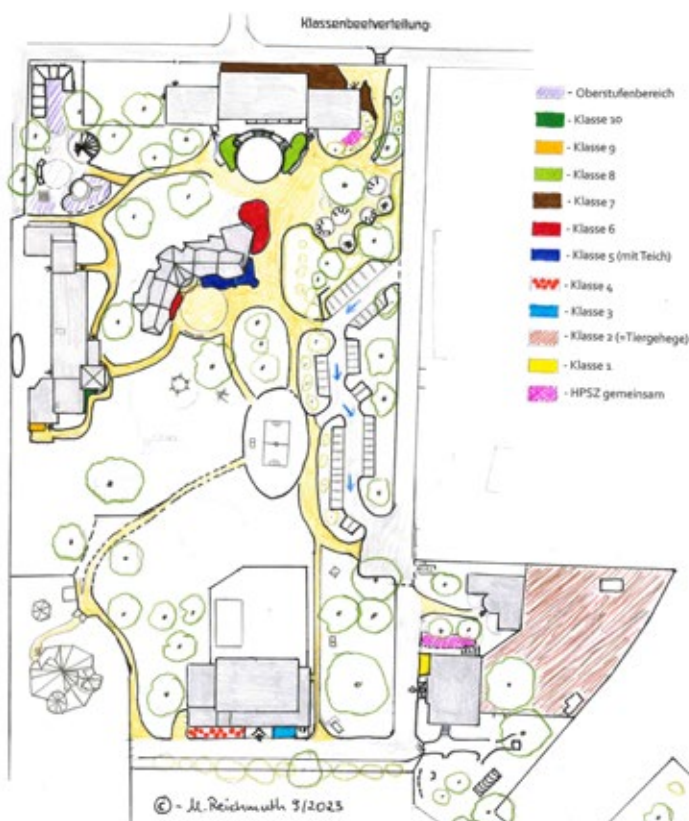 Klassenbeetverteilung
- Oberstufenbereich
- Klasse 10
- Klasse 9
- Klasse 8
- Klasse 7
- Klasse 6
- Klasse 5 (mit Teich)
- Klasse 4
- Klasse 3
- Klasse 2 (=Tiergehege)
- Klasse 1
- HPSZ gemeinsam
© - M. Reichmuth 9/2023